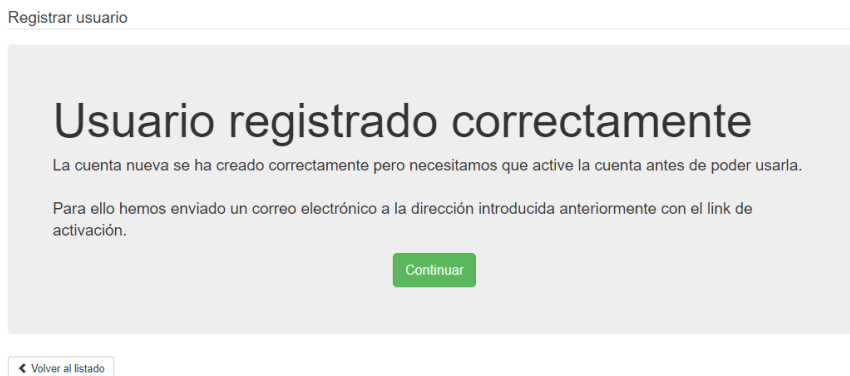 Registrar usuario
Usuario registrado correctamente
La cuenta nueva se ha creado correctamente pero necesitamos que active la cuenta antes de poder usarla.
Para ello hemos enviado un correo electrónico a la dirección introducida anteriormente con el link de
activación.
Continuar
Volver al listado